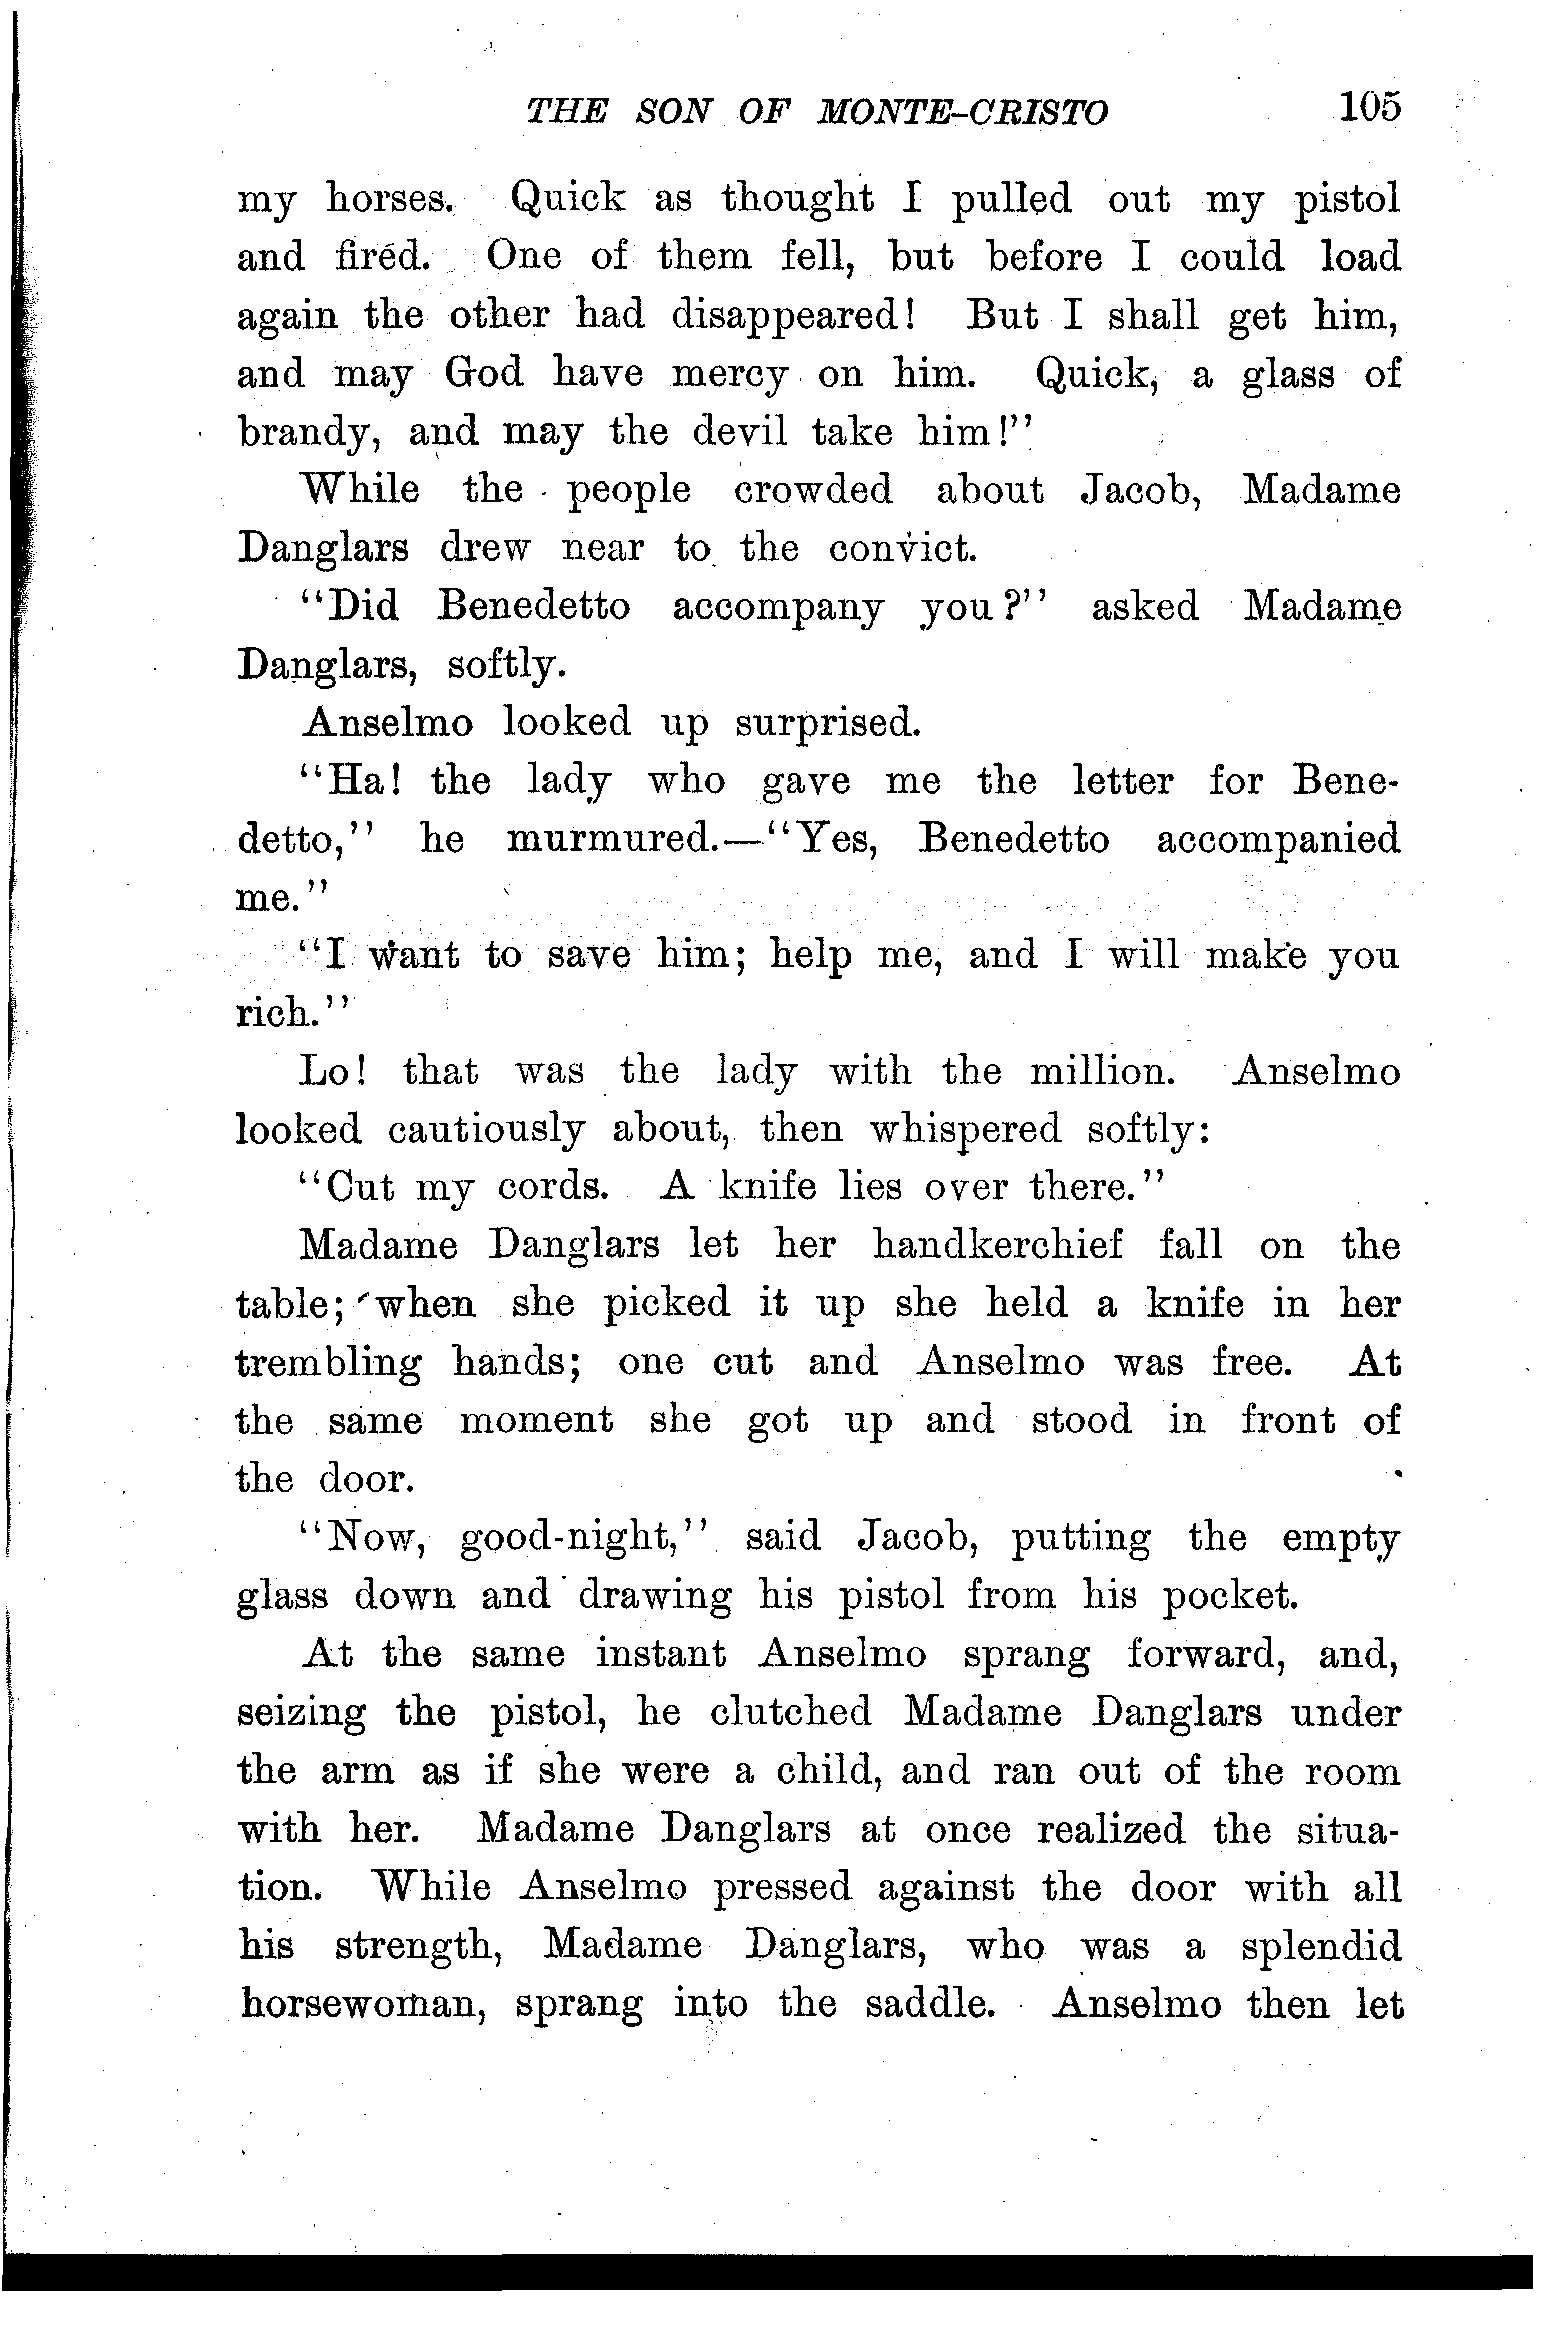 THE SON OF MONTE-CRISTO 105
my horses. Quick as thought I pulled out my pistol
and fired. One of them fell, but before I could load
again the other had disappeared! But I shall get him,
and may God have mercy on him. Quick, a glass of
brandy, and may the devil take him!''
While the people crowded about Jacob, Madame
Danglars drew near to the convict.
“Did Benedetto accompany you?” asked Madame
Danglars, softly.
Anselmo looked up surprised.
“Ha! the lady who gave me the letter for Bene-
detto,” he murmured.—“Yes, Benedetto accompanied
me.”
“I want to save him; help me, and I will make you
rich.”
Lo! that was the lady with the million. Anselmo
looked cautiously about, then whispered softly:
“Cut my cords. A knife lies over there.”
Madame Danglars let her handkerchief fall on the
table; when she picked it up she held a knife in her
trembling hands; one cut and Anselmo was free. At
the same moment she got up and stood in front of
the door.
“Now, good-night,” said Jacob, putting the empty
glass down and drawing his pistol from his pocket.
At the same instant Anselmo sprang forward, and,
seizing the pistol, he clutched Madame Danglars under
the arm as if she were a child, and ran out of the room
with her. Madame Danglars at once realized the situa-
tion. While Anselmo pressed against the door with all
his strength, Madame Danglars, who was a splendid
horsewoman, sprang into the saddle. Anselmo then let